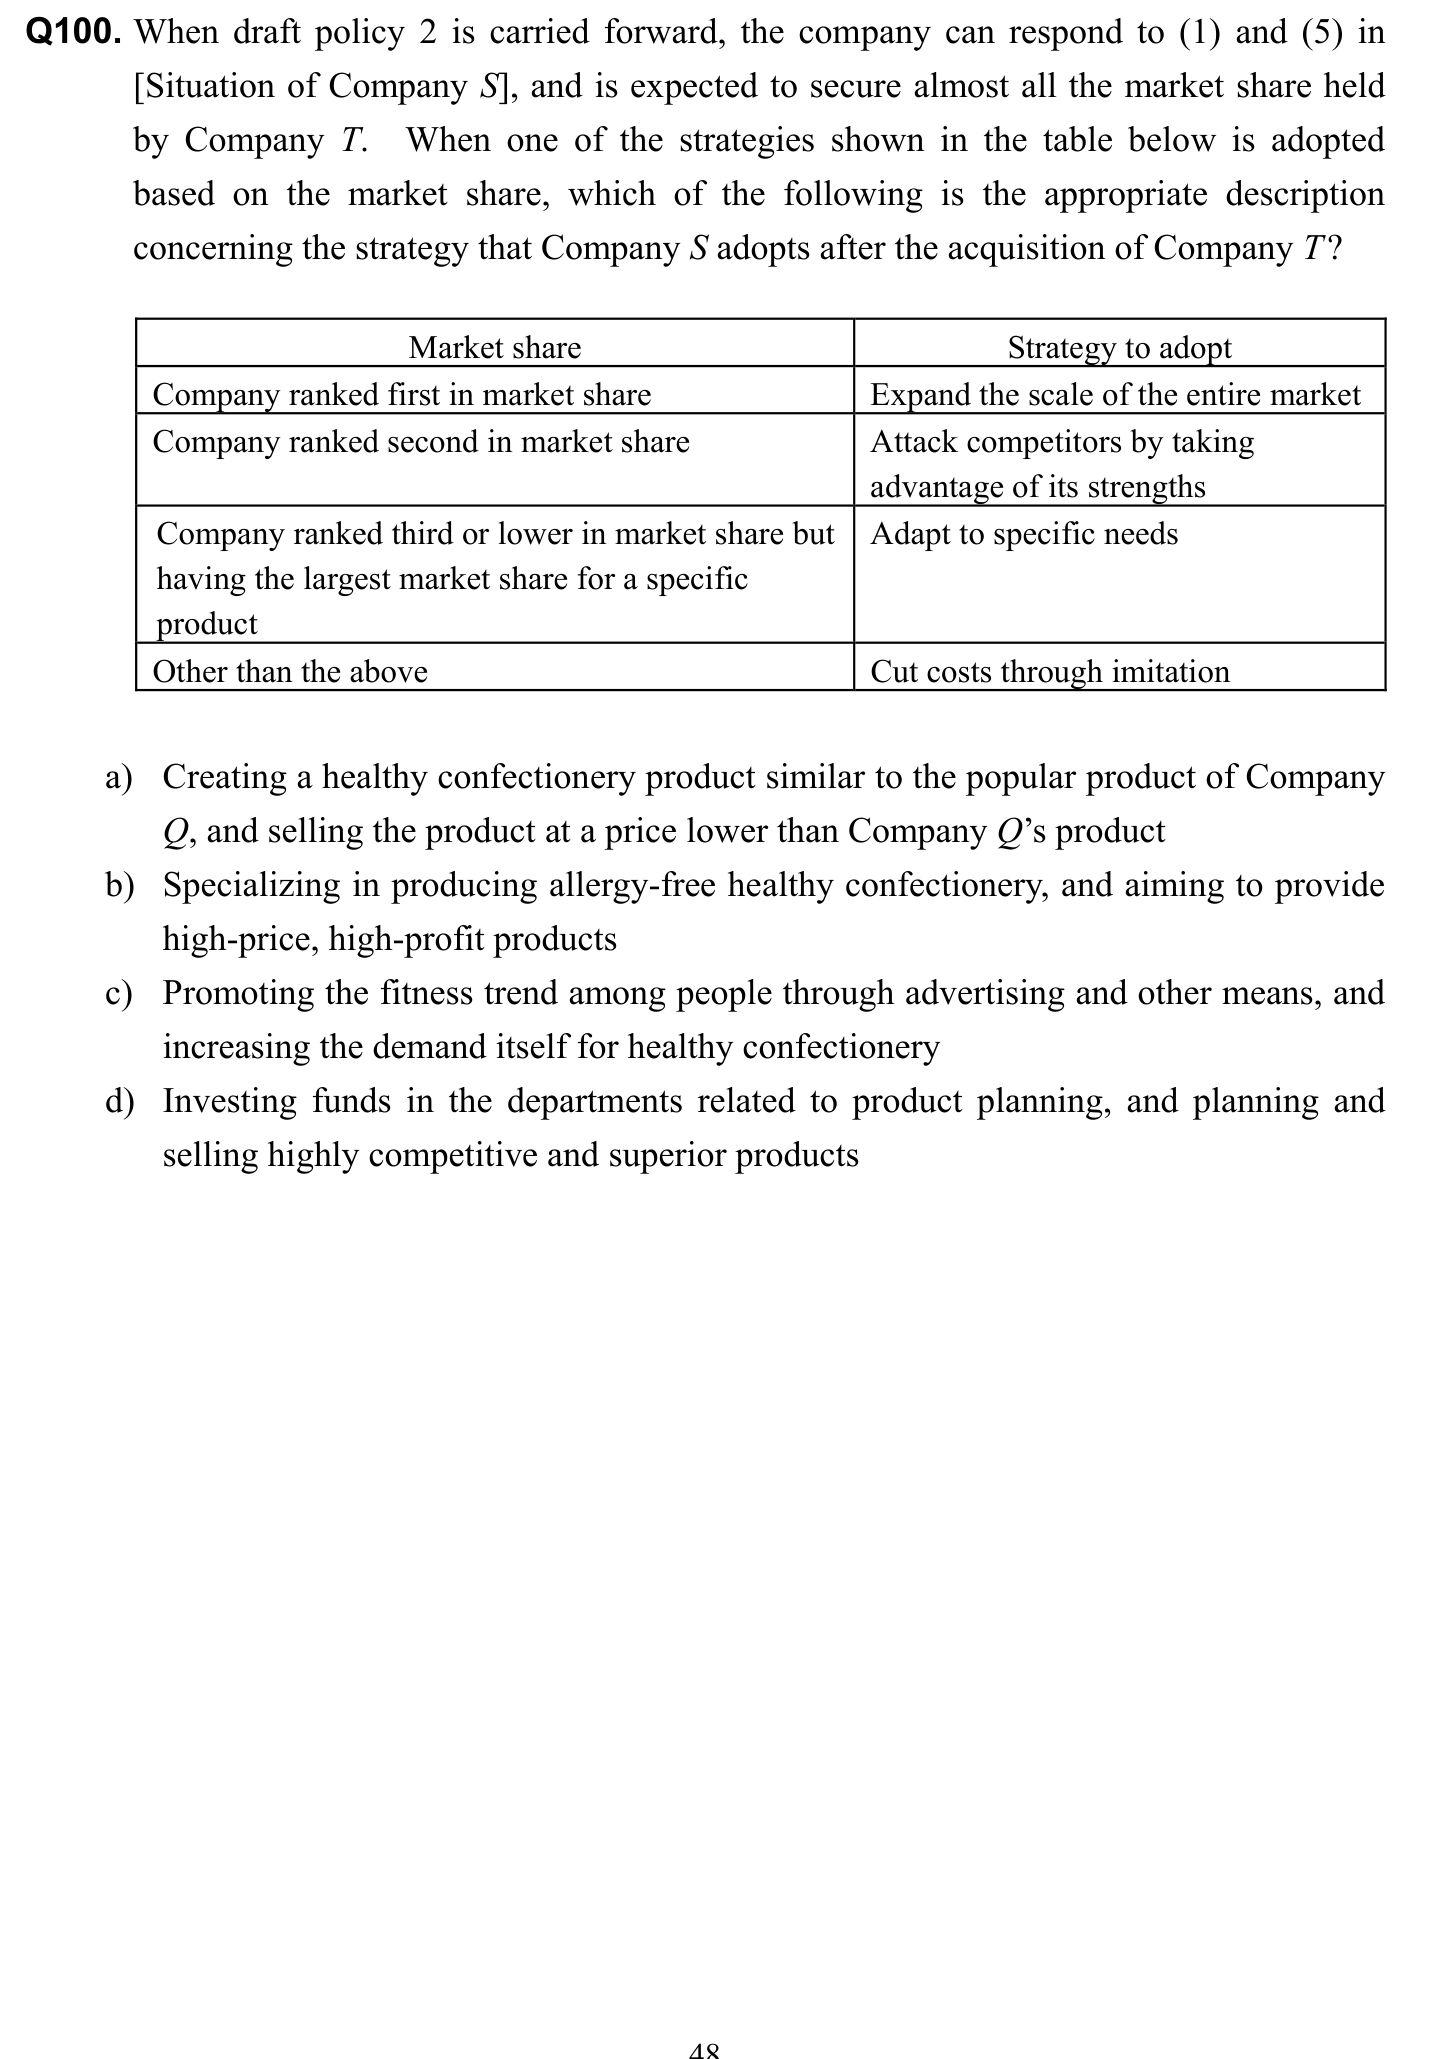 Q100. When draft policy 2 is carried forward, the company can respond to (1) and (5) in
[Situation of Company S], and is expected to secure almost all the market share held
by Company T. When one of the strategies shown in the table below is adopted
based on the market share, which of the following is the appropriate description
concerning the strategy that Company S adopts after the acquisition of Company T?
Market share Strategy to adopt
Company ranked first in market share Expand the scale of the entire market
Company ranked second in market share Attack competitors by taking
advantage of its strengths
Company ranked third or lower in market share but Adapt to specific needs
having the largest market share for a specific
product
Other than the above Cut costs through imitation
a) Creating a healthy confectionery product similar to the popular product of Company
Q, and selling the product at a price lower than Company Q’s product
b) Specializing in producing allergy-free healthy confectionery, and aiming to provide
high-price, high-profit products
c) Promoting the fitness trend among people through advertising and other means, and
increasing the demand itself for healthy confectionery
d) Investing funds in the departments related to product planning, and planning and
selling highly competitive and superior products
48